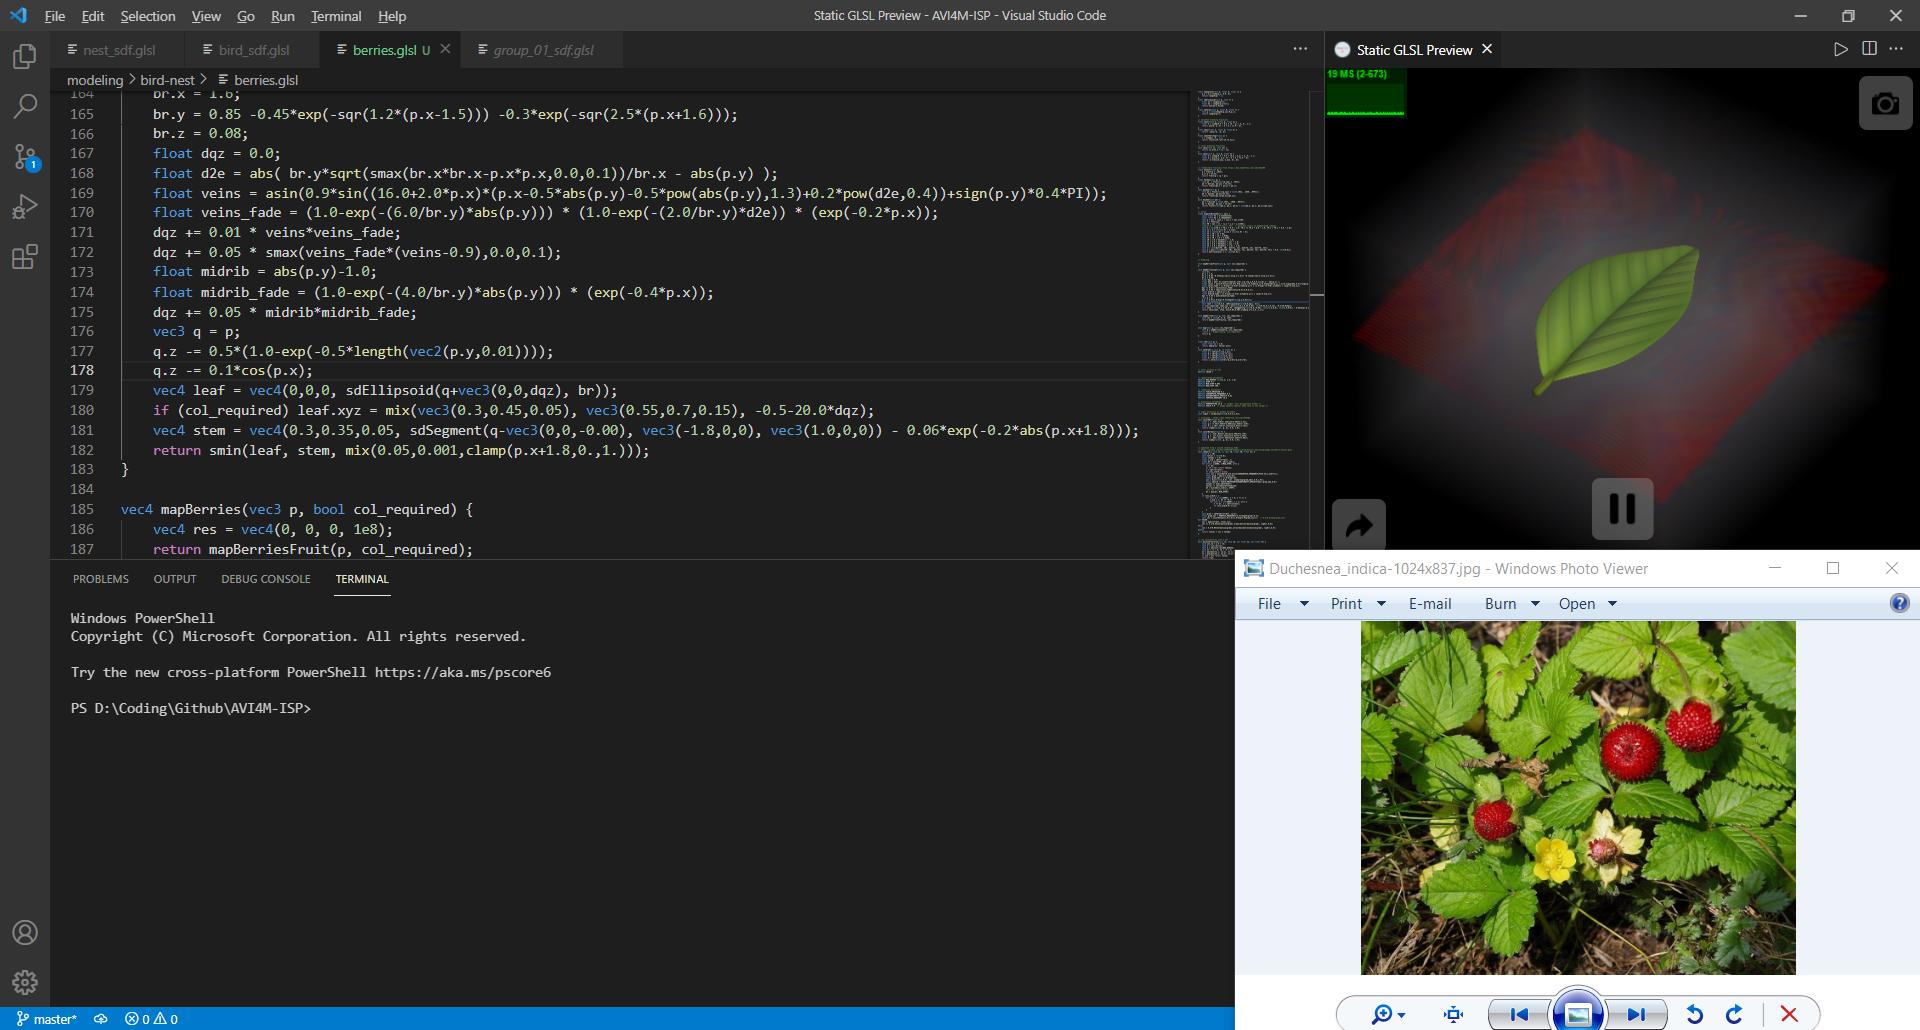 File Edit Selection View Go Run Terminal Help
Static GLSL Preview - AVI4M-ISP - Visual Studio Code
nest_sdf.glsl
bird_sdf.glsl
berries.glsl U
group_01_sdf.glsl
Static GLSL Preview
modeling > bird-nest > berries.glsl
19 MS (2-673)
164 br.x = 1.6;
165 br.y = 0.85 -0.45*exp(-sqr(1.2*(p.x-1.5))) -0.3*exp(-sqr(2.5*(p.x+1.6)));
166 br.z = 0.08;
167 float dqz = 0.0;
168 float d2e = abs( br.y*sqrt(smax(br.x*br.x-p.x*p.x,0.0,0.1))/br.x - abs(p.y) );
169 float veins = asin(0.9*sin((16.0+2.0*p.x)*(p.x-0.5*abs(p.y)-0.5*pow(abs(p.y),1.3)+0.2*pow(d2e,0.4))+sign(p.y)*0.4*PI));
170 float veins_fade = (1.0-exp(-(6.0/br.y)*abs(p.y))) * (1.0-exp(-(2.0/br.y)*d2e)) * (exp(-0.2*p.x));
171 dqz += 0.01 * veins*veins_fade;
172 dqz += 0.05 * smax(veins_fade*(veins-0.9),0.0,0.1);
173 float midrib = abs(p.y)-1.0;
174 float midrib_fade = (1.0-exp(-(4.0/br.y)*abs(p.y))) * (exp(-0.4*p.x));
175 dqz += 0.05 * midrib*midrib_fade;
176 vec3 q = p;
177 q.z -= 0.5*(1.0-exp(-0.5*length(vec2(p.y,0.01))));
178 q.z -= 0.1*cos(p.x);
179 vec4 leaf = vec4(0,0,0, sdEllipsoid(q+vec3(0,0,dqz), br));
180 if (col_required) leaf.xyz = mix(vec3(0.3,0.45,0.05), vec3(0.55,0.7,0.15), -0.5-20.0*dqz);
181 vec4 stem = vec4(0.3,0.35,0.05, sdSegment(q-vec3(0,0,-0.00), vec3(-1.8,0,0), vec3(1.0,0,0)) - 0.06*exp(-0.2*abs(p.x+1.8)));
182 return smin(leaf, stem, mix(0.05,0.001,clamp(p.x+1.8,0.,1.)));
183 }
184
185 vec4 mapBerries(vec3 p, bool col_required) {
186 vec4 res = vec4(0, 0, 0, 1e8);
187 return mapBerriesFruit(p, col_required);
1
PROBLEMS OUTPUT DEBUG CONSOLE TERMINAL
Windows PowerShell
Copyright (C) Microsoft Corporation. All rights reserved.
Try the new cross-platform PowerShell https://aka.ms/pscore6
PS D:\Coding\Github\AVI4M-ISP>
Duchesnea_indica-1024x837.jpg - Windows Photo Viewer
File Print E-mail Burn Open
master* 0 0